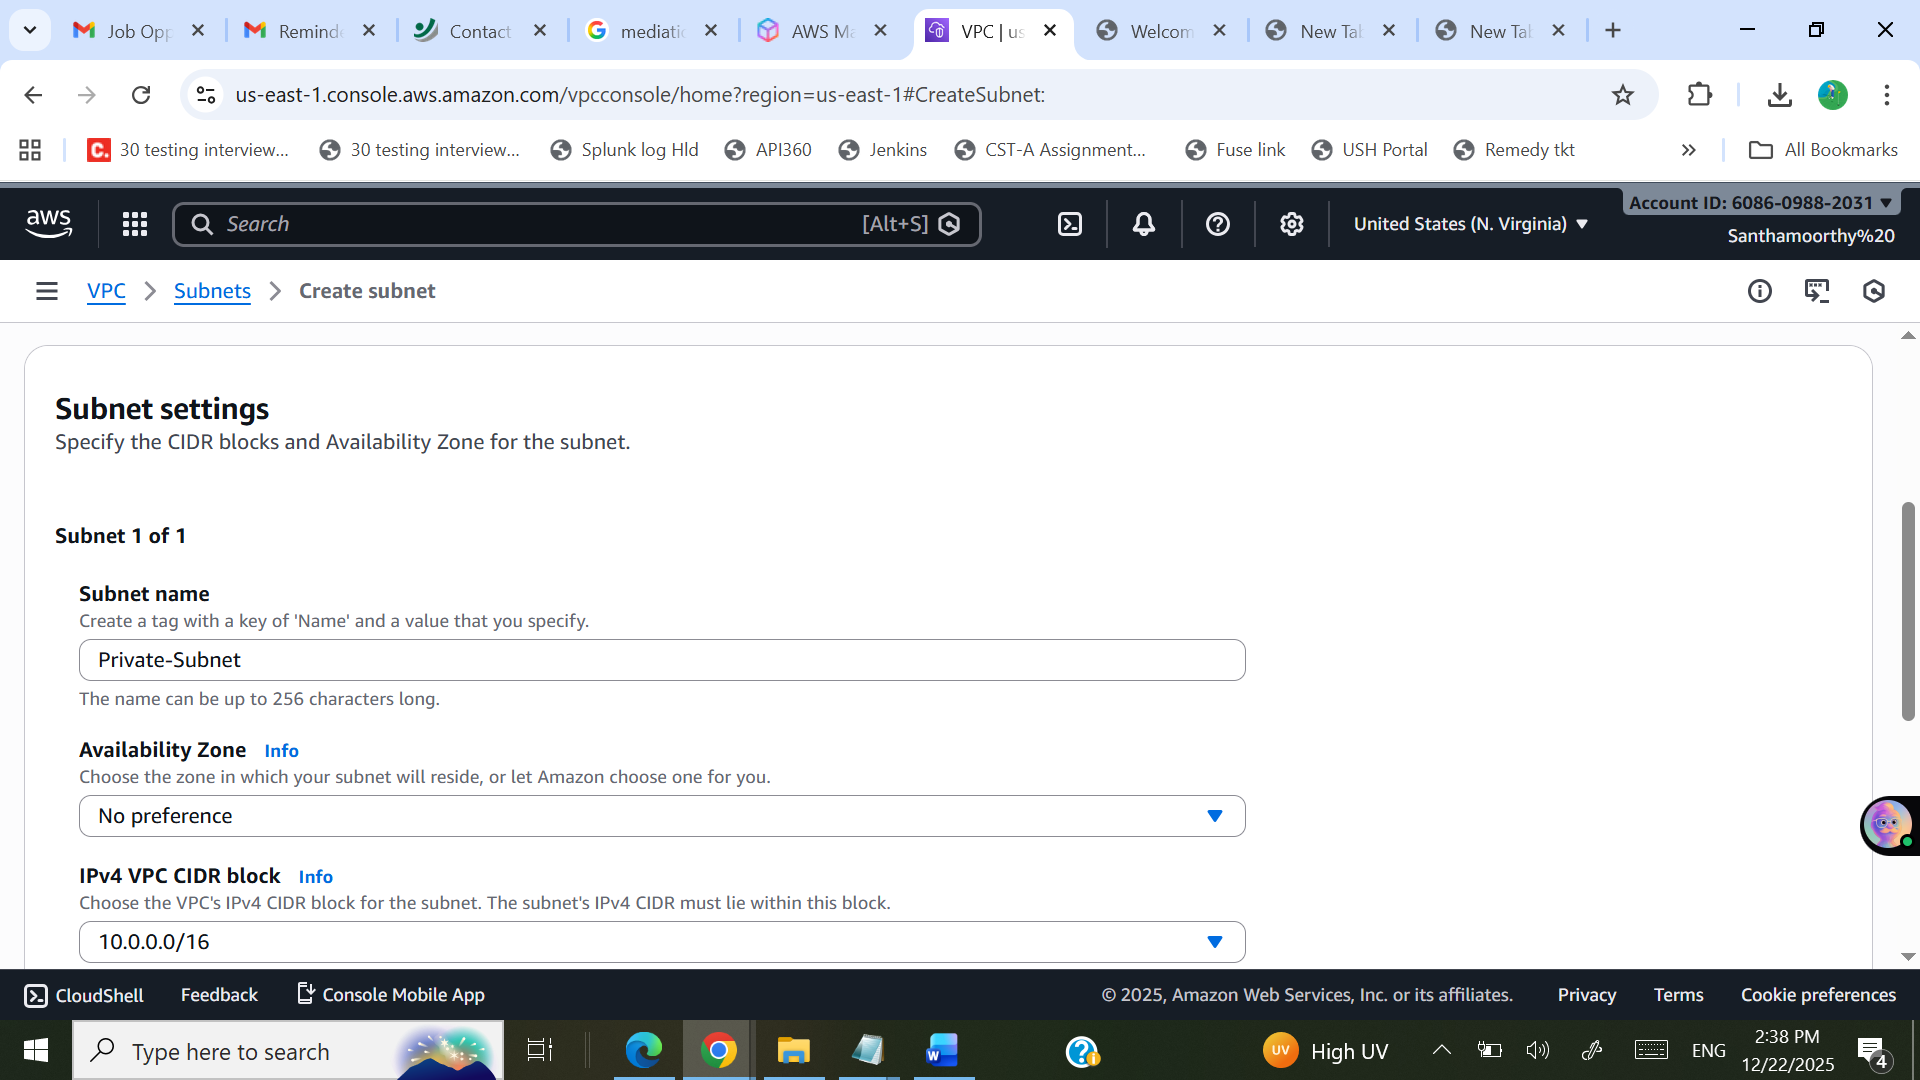 Job Opp
Reminde
Contact
mediatio
AWS Ma
VPC | us
Welcom
New Tab
New Tab
us-east-1.console.aws.amazon.com/vpcconsole/home?region=us-east-1#CreateSubnet:
30 testing interview...
30 testing interview...
Splunk log Hld
API360
Jenkins
CST-A Assignment...
Fuse link
USH Portal
Remedy tkt
All Bookmarks
aws
Search
[Alt+S]
United States (N. Virginia)
Account ID: 6086-0988-2031
Santhamoorthy%20
VPC
Subnets
Create subnet
Subnet settings
Specify the CIDR blocks and Availability Zone for the subnet.
Subnet 1 of 1
Subnet name
Create a tag with a key of 'Name' and a value that you specify.
Private-Subnet
The name can be up to 256 characters long.
Availability Zone Info
Choose the zone in which your subnet will reside, or let Amazon choose one for you.
No preference
IPv4 VPC CIDR block Info
Choose the VPC's IPv4 CIDR block for the subnet. The subnet's IPv4 CIDR must lie within this block.
10.0.0.0/16
CloudShell
Feedback
Console Mobile App
© 2025, Amazon Web Services, Inc. or its affiliates.
Privacy
Terms
Cookie preferences
Type here to search
UV
High UV
ENG
2:38 PM
12/22/2025
4